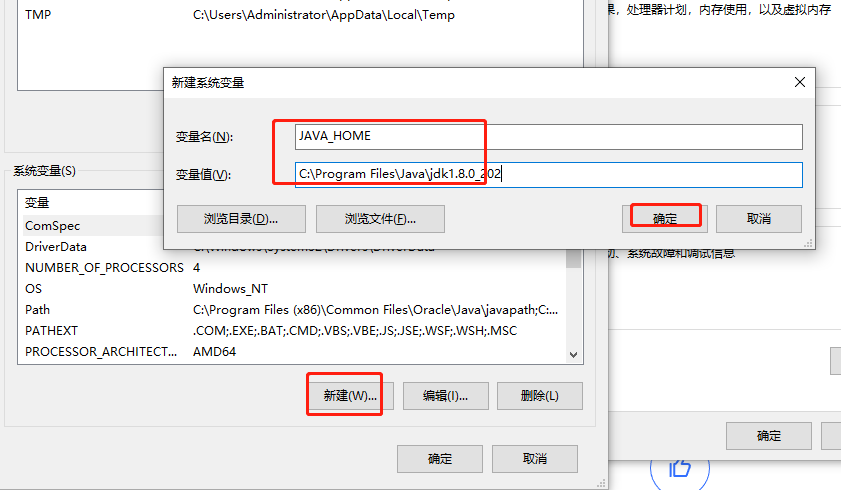 TMP C:\Users\Administrator\AppData\Local\Temp
处理器计划，内存使用，以及虚拟内存
新建系统变量
变量名(N): JAVA_HOME
变量值(V): C:\Program Files\Java\jdk1.8.0_202
浏览目录(D)... 浏览文件(F)... 确定 取消
系统变量(S)
变量
ComSpec
DriverData C:\Windows\System32\Drivers\DriverData
、系统故障和调试信息
NUMBER_OF_PROCESSORS 4
OS Windows_NT
Path C:\Program Files (x86)\Common Files\Oracle\Java\javapath;C:...
PATHEXT .COM;.EXE;.BAT;.CMD;.VBS;.VBE;.JS;.JSE;.WSF;.WSH;.MSC
PROCESSOR_ARCHITECT... AMD64
新建(W)... 编辑(I)... 删除(L)
确定 取消
确定